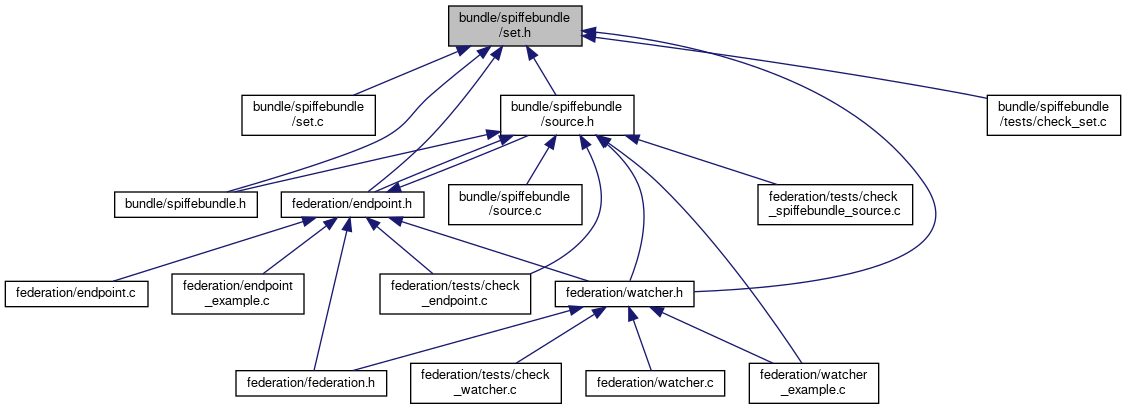 bundle/spiffebundle
/set.h
bundle/spiffebundle
/set.c
bundle/spiffebundle
/source.h
bundle/spiffebundle
/tests/check_set.c
bundle/spiffebundle.h
federation/endpoint.h
bundle/spiffebundle
/source.c
federation/tests/check
_spiffebundle_source.c
federation/endpoint.c
federation/endpoint
_example.c
federation/tests/check
_endpoint.c
federation/watcher.h
federation/federation.h
federation/tests/check
_watcher.c
federation/watcher.c
federation/watcher
_example.c